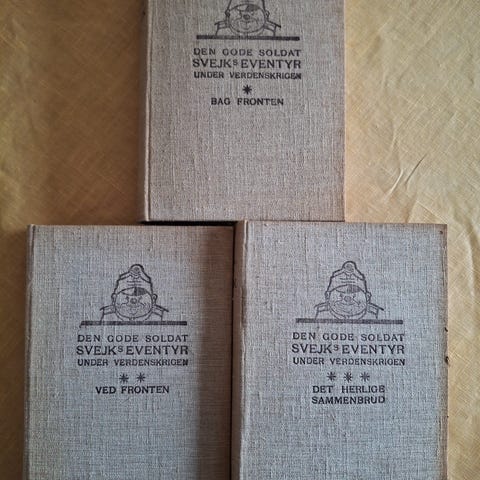 DEN GODE SOLDAT
SVEJKS EVENTYR
UNDER VERDENSKRIGEN
*
BAG FRONTEN
DEN GODE SOLDAT
SVEJKS EVENTYR
UNDER VERDENSKRIGEN
* *
VED FRONTEN
DEN GODE SOLDAT
SVEJKS EVENTYR
UNDER VERDENSKRIGEN
* * *
DET HERLIGE
SAMMENBRUD